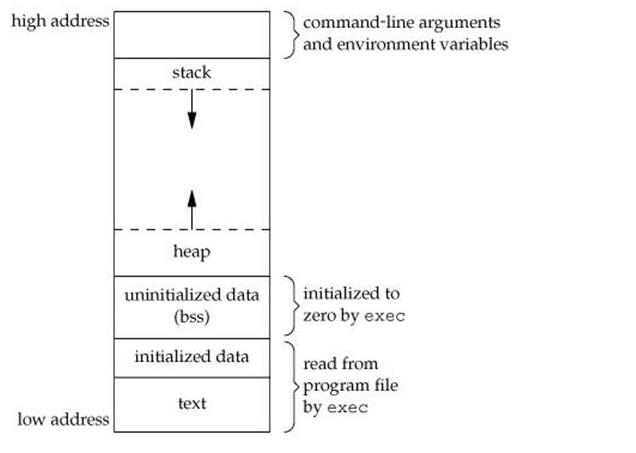 high address
command-line arguments
and environment variables
stack
heap
uninitialized data
(bss)
initialized to
zero by exec
initialized data
read from
program file
by exec
text
low address